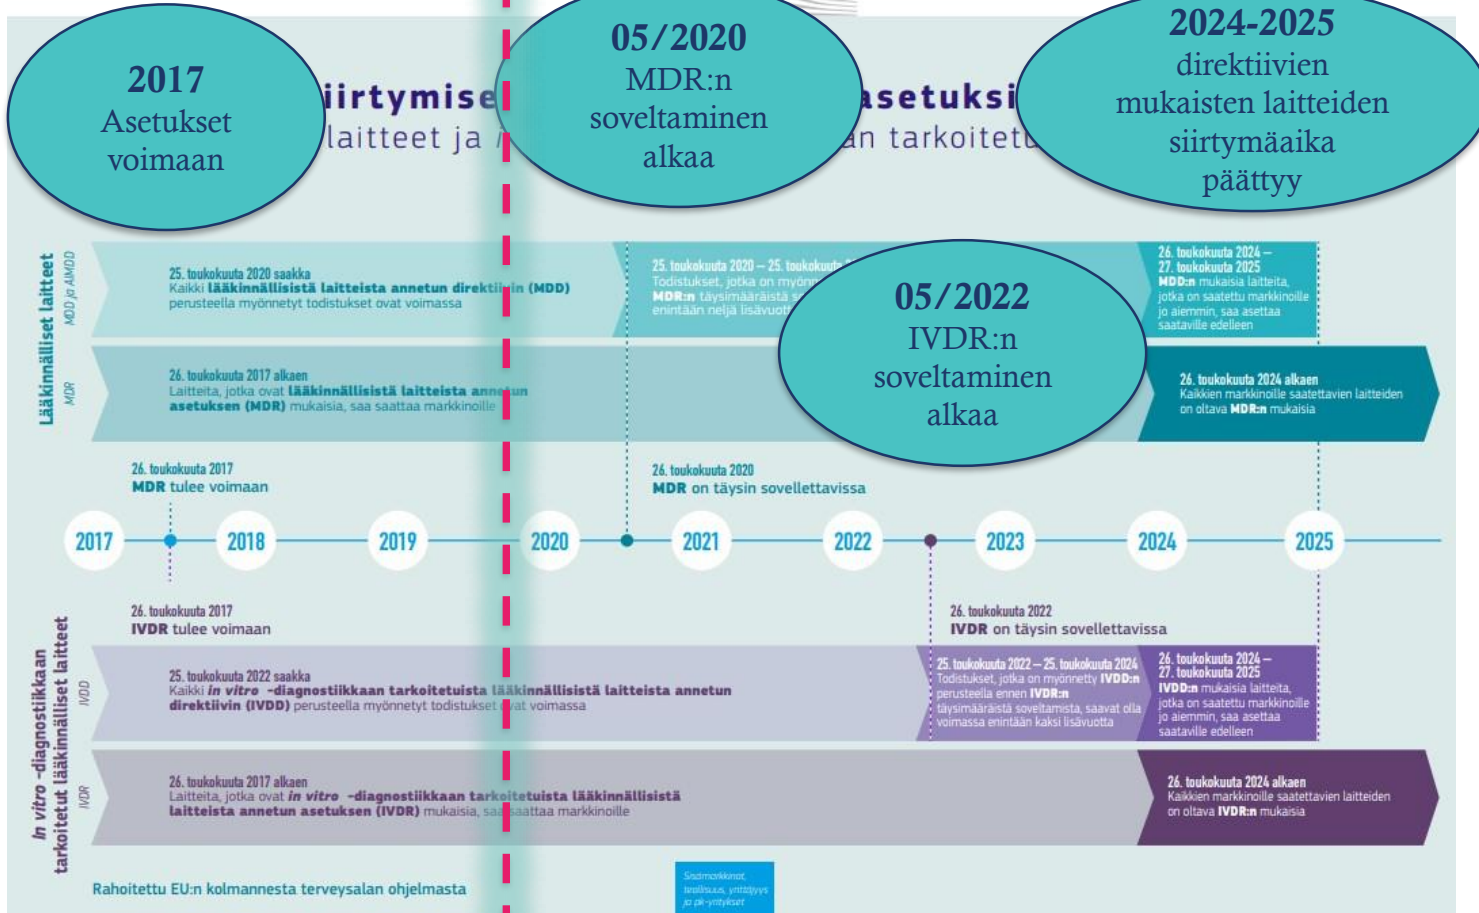 2017
Asetukset
voimaan
05/2020
MDR:n
soveltaminen
alkaa
2024-2025
direktiivien
mukaisten laitteiden
siirtymäaika
päättyy
iirtymise
asetuksi
laitteet ja
än tarkoitetu
05/2022
IVDR:n
soveltaminen
alkaa
Lääkinnälliset laitteet
MDD ja AIMDD
25. toukokuuta 2020 saakka
Kaikki lääkinnällisistä laitteista annetun direktiivin (MDD)
perusteella myönnetyt todistukset ovat voimassa
25. toukokuuta 2020 – 25. toukokuuta
Todistukset, jotka on myönn
MDR:n täysimääräistä s
enintään neljä lisävuott
26. toukokuuta 2024 –
27. toukokuuta 2025
MDD:n mukaisia laitteita,
jotka on saatettu markkinoille
jo aiemmin, saa asettaa
saataville edelleen
MDR
26. toukokuuta 2017 alkaen
Laitteita, jotka ovat lääkinnällisistä laitteista annetun
asetuksen (MDR) mukaisia, saa saattaa markkinoille
26. toukokuuta 2024 alkaen
Kaikkien markkinoille saatettavien laitteiden
on oltava MDR:n mukaisia
26. toukokuuta 2017
MDR tulee voimaan
26. toukokuuta 2020
MDR on täysin sovellettavissa
2017 2018 2019 2020 2021 2022 2023 2024 2025
26. toukokuuta 2017
IVDR tulee voimaan
26. toukokuuta 2022
IVDR on täysin sovellettavissa
In vitro -diagnostiikkaan
tarkoitetut lääkinnälliset laitteet
IVDD
25. toukokuuta 2022 saakka
Kaikki in vitro -diagnostiikkaan tarkoitetuista lääkinnällisistä laitteista annetun
direktiivin (IVDD) perusteella myönnetyt todistukset ovat voimassa
25. toukokuuta 2022 – 25. toukokuuta 2024
Todistukset, jotka on myönnetty IVDD:n
perusteella ennen IVDR:n
täysimääräistä soveltamista, saavat olla
voimassa enintään kaksi lisävuotta
26. toukokuuta 2024 –
27. toukokuuta 2025
IVDD:n mukaisia laitteita,
jotka on saatettu markkinoille
jo aiemmin, saa asettaa
saataville edelleen
IVDR
26. toukokuuta 2017 alkaen
Laitteita, jotka ovat in vitro -diagnostiikkaan tarkoitetuista lääkinnällisistä
laitteista annetun asetuksen (IVDR) mukaisia, saa saattaa markkinoille
26. toukokuuta 2024 alkaen
Kaikkien markkinoille saatettavien laitteiden
on oltava IVDR:n mukaisia
Rahoitettu EU:n kolmannesta terveysalan ohjelmasta
Sisämarkkinat,
teollisuus, yrittäjyys
ja pk-yritykset